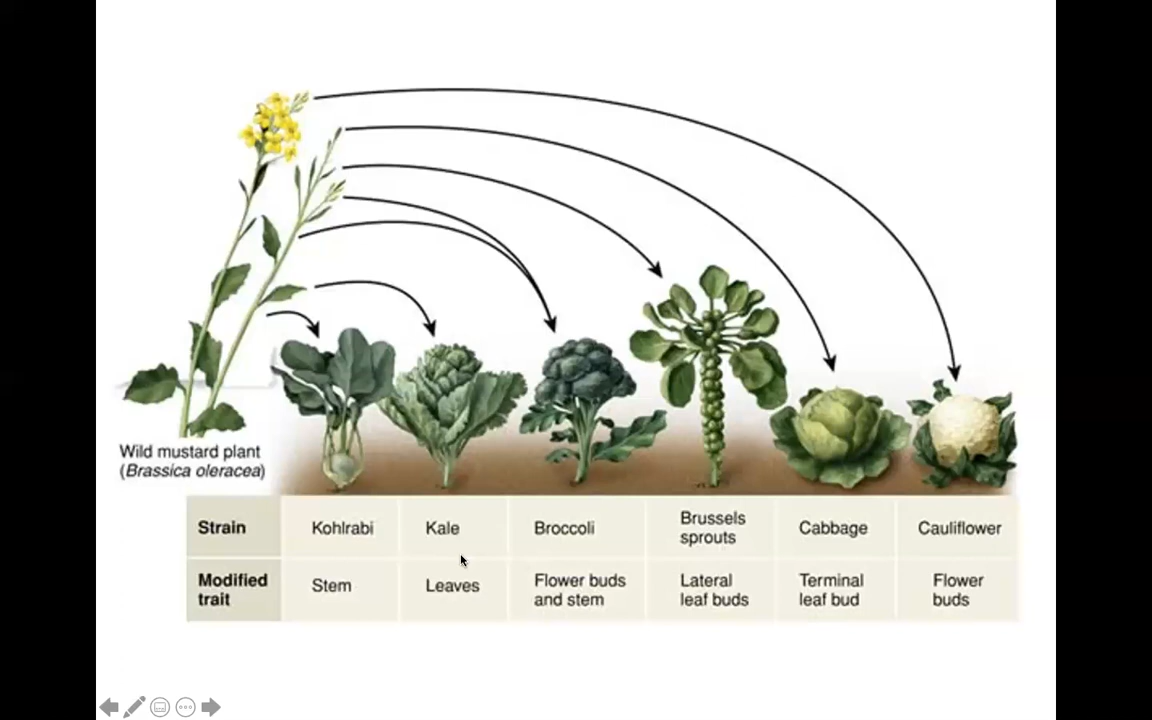 Wild mustard plant
(Brassica oleracea)
Strain
Kohlrabi
Kale
Broccoli
Brussels
sprouts
Cabbage
Cauliflower
Modified
trait
Stem
Leaves
Flower buds
and stem
Lateral
leaf buds
Terminal
leaf bud
Flower
buds